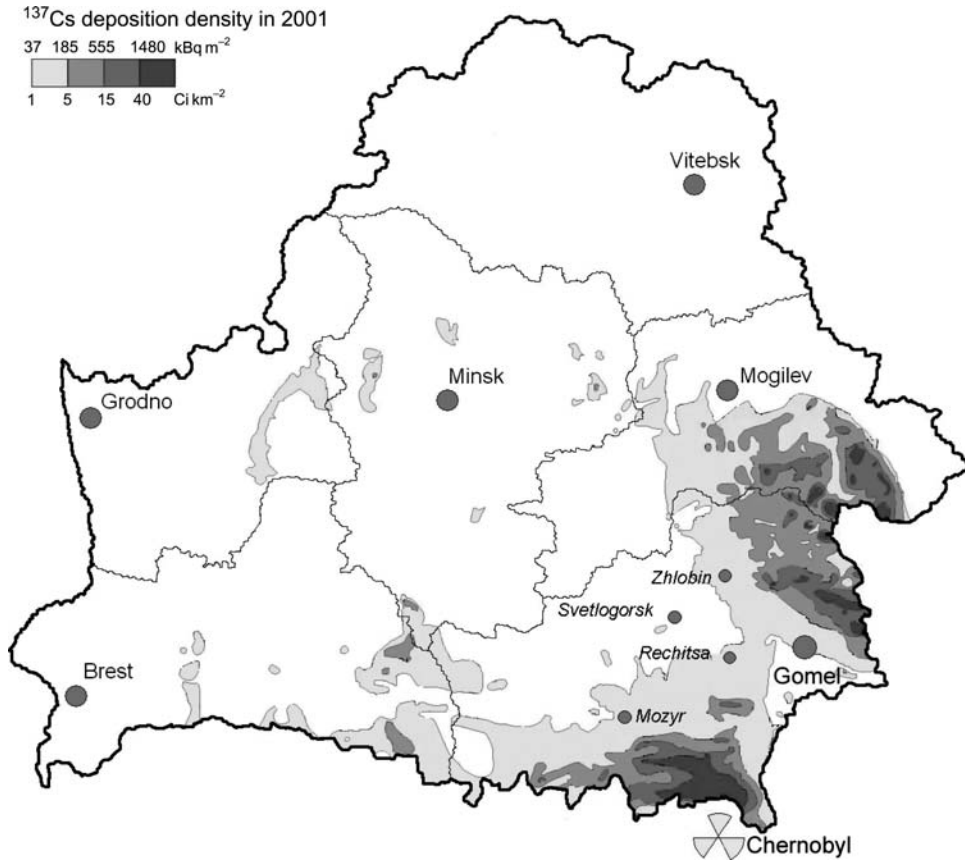 ¹³⁷Cs deposition density in 2001
37 185 555 1480 kBq m⁻²
1 5 15 40 Ci km⁻²
Vitebsk
Minsk
Mogilev
Grodno
Zhlobin
Svetlogorsk
Rechitsa
Gomel
Brest
Mozyr
Chernobyl